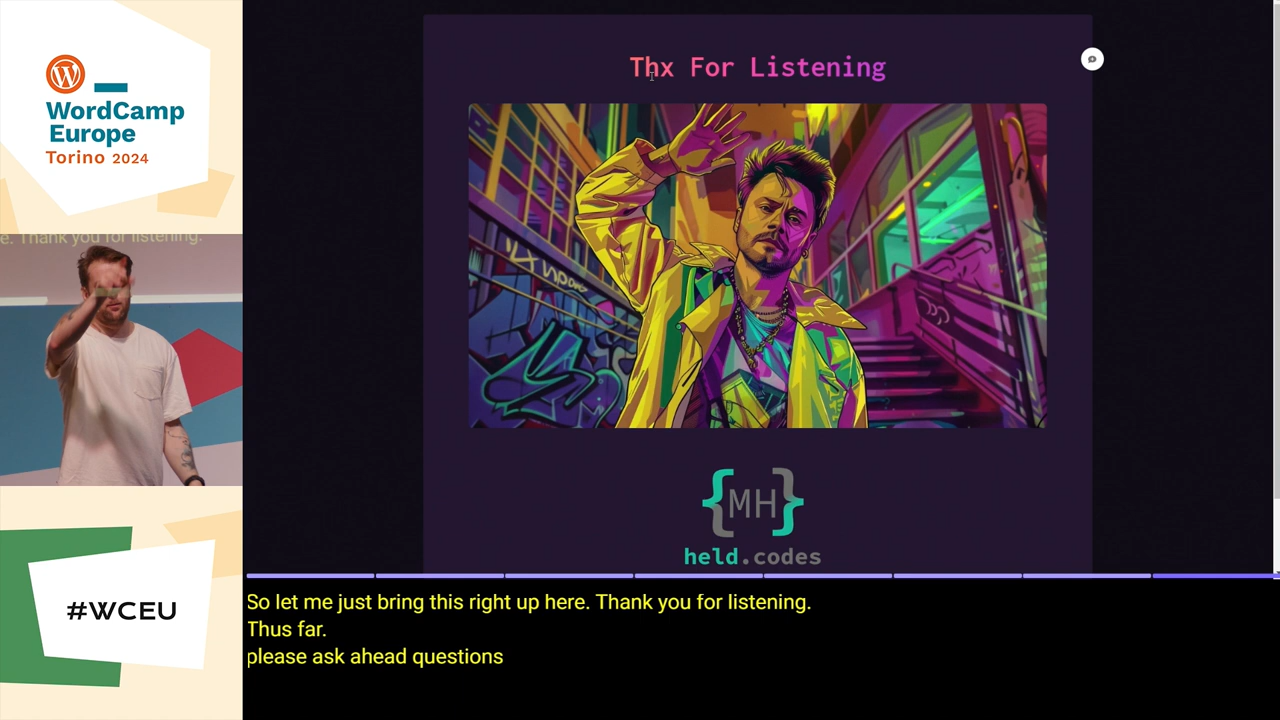 WordCamp
Europe
Torino 2024
e. Thank you for listening.
#WCEU
Thx For Listening
{MH}
held.codes
So let me just bring this right up here. Thank you for listening.
Thus far.
please ask ahead questions